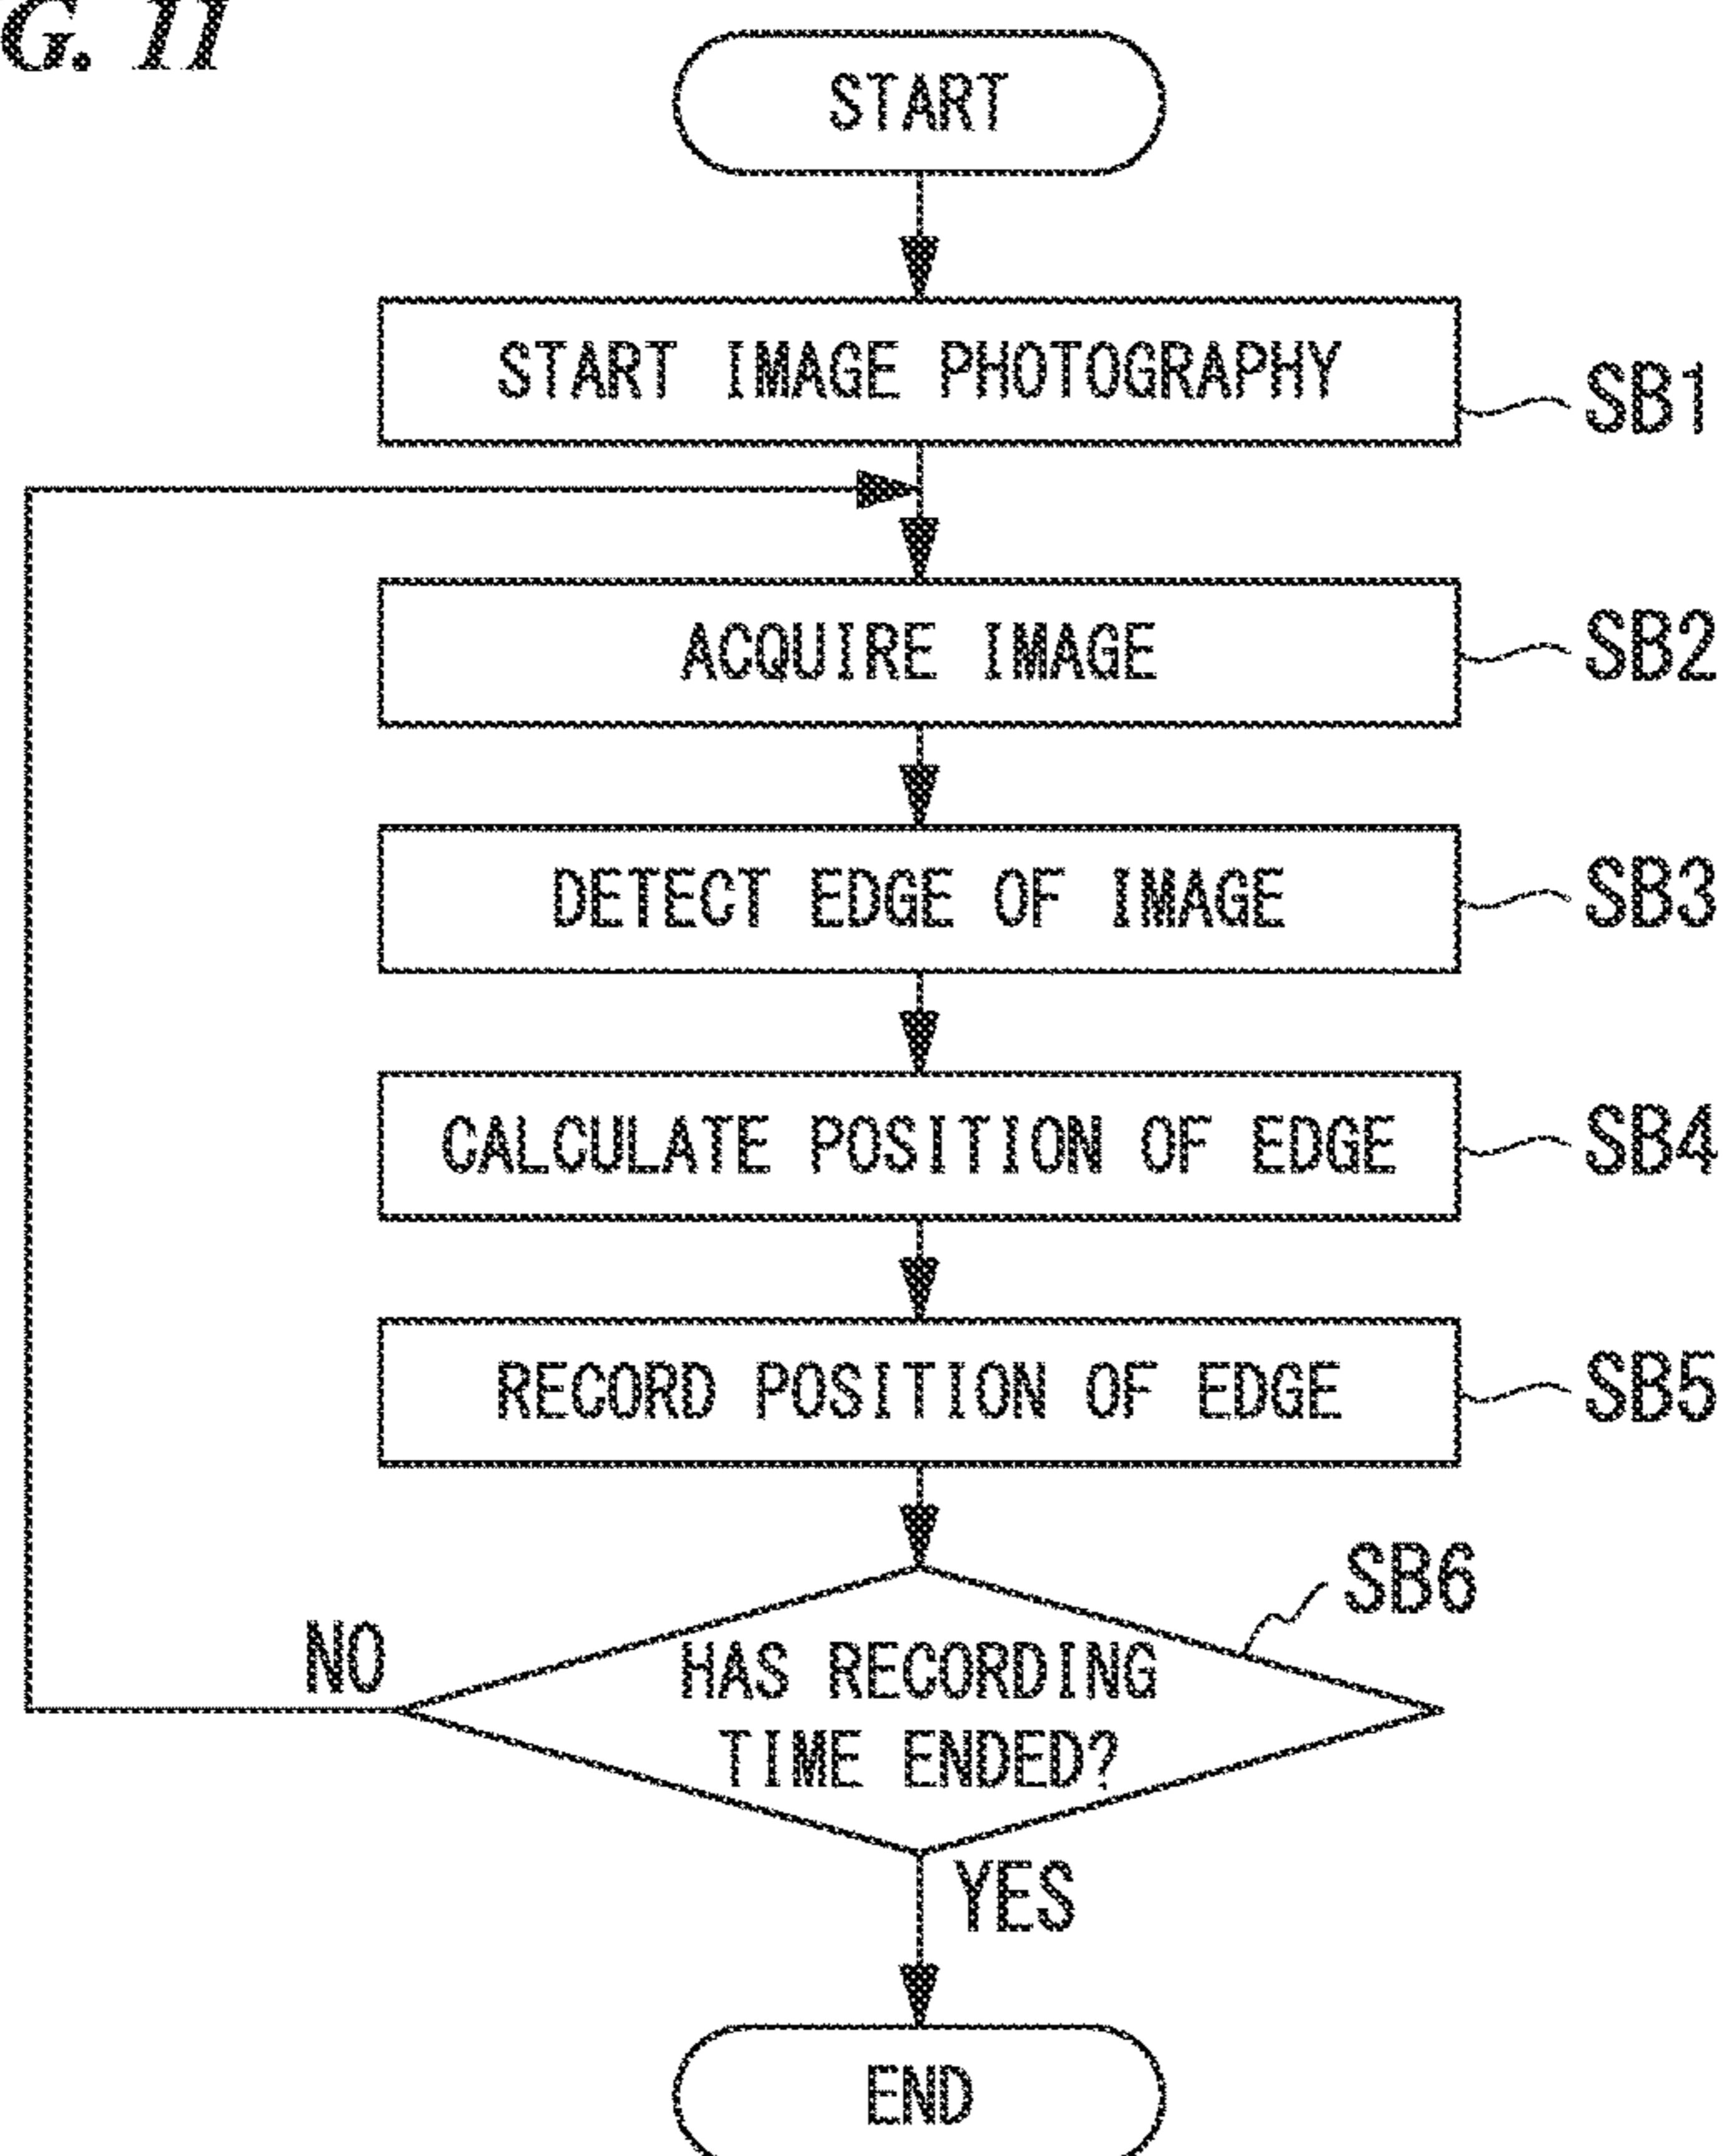 G. 11
START
START IMAGE PHOTOGRAPHY
SB1
ACQUIRE IMAGE
SB2
DETECT EDGE OF IMAGE
SB3
CALCULATE POSITION OF EDGE
SB4
RECORD POSITION OF EDGE
SB5
SB6
NO
HAS RECORDING
TIME ENDED?
YES
END